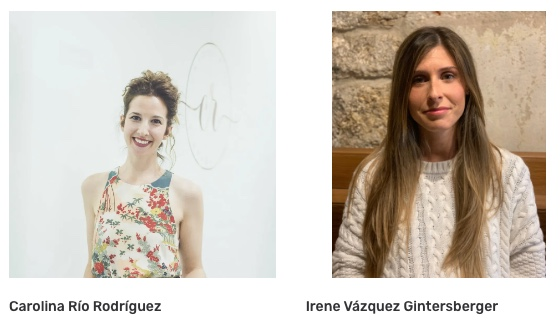 Carolina Río Rodríguez
Irene Vázquez Gintersberger